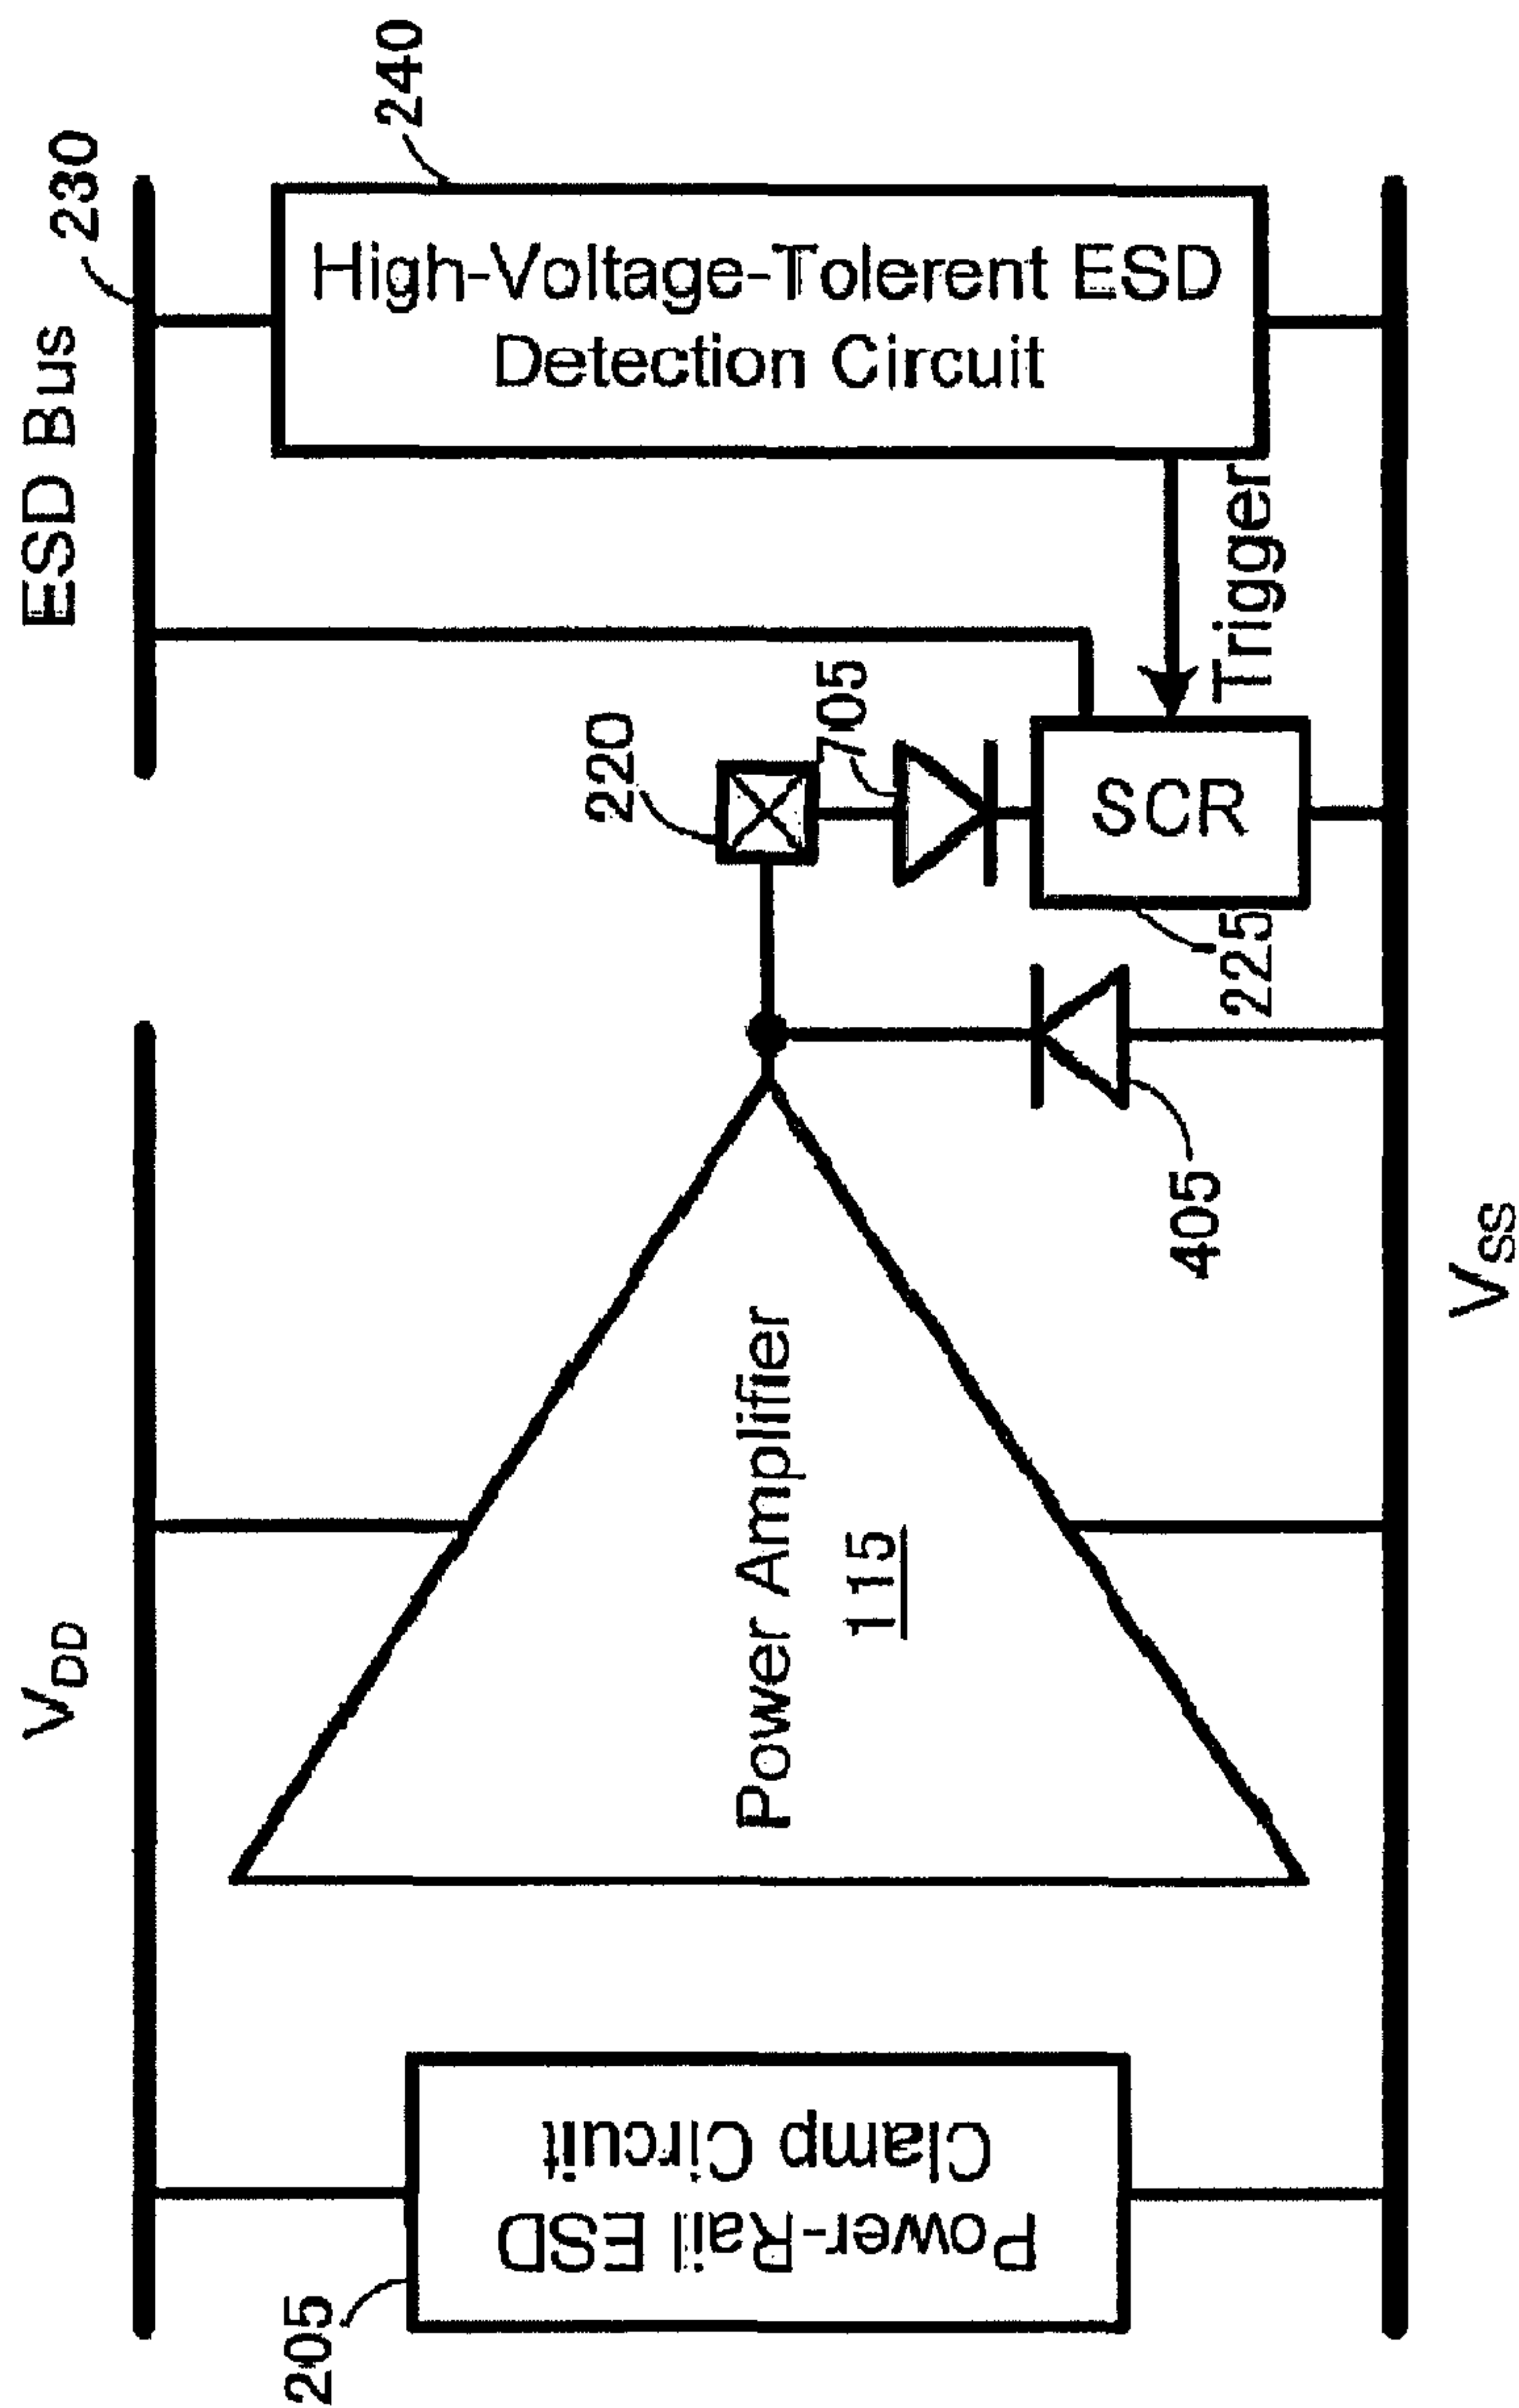 V_DD
ESD Bus
230
205
Power-Rail ESD
Clamp Circuit
Power Amplifier
115
220
705
SCR
225
405
High-Voltage-Tolerent ESD
Detection Circuit
240
Trigger
V_SS